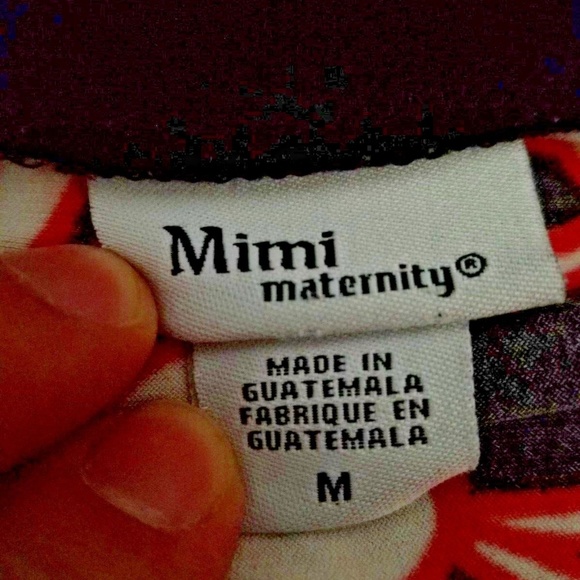 Mimi
maternity®
MADE IN
GUATEMALA
FABRIQUE EN
GUATEMALA
M